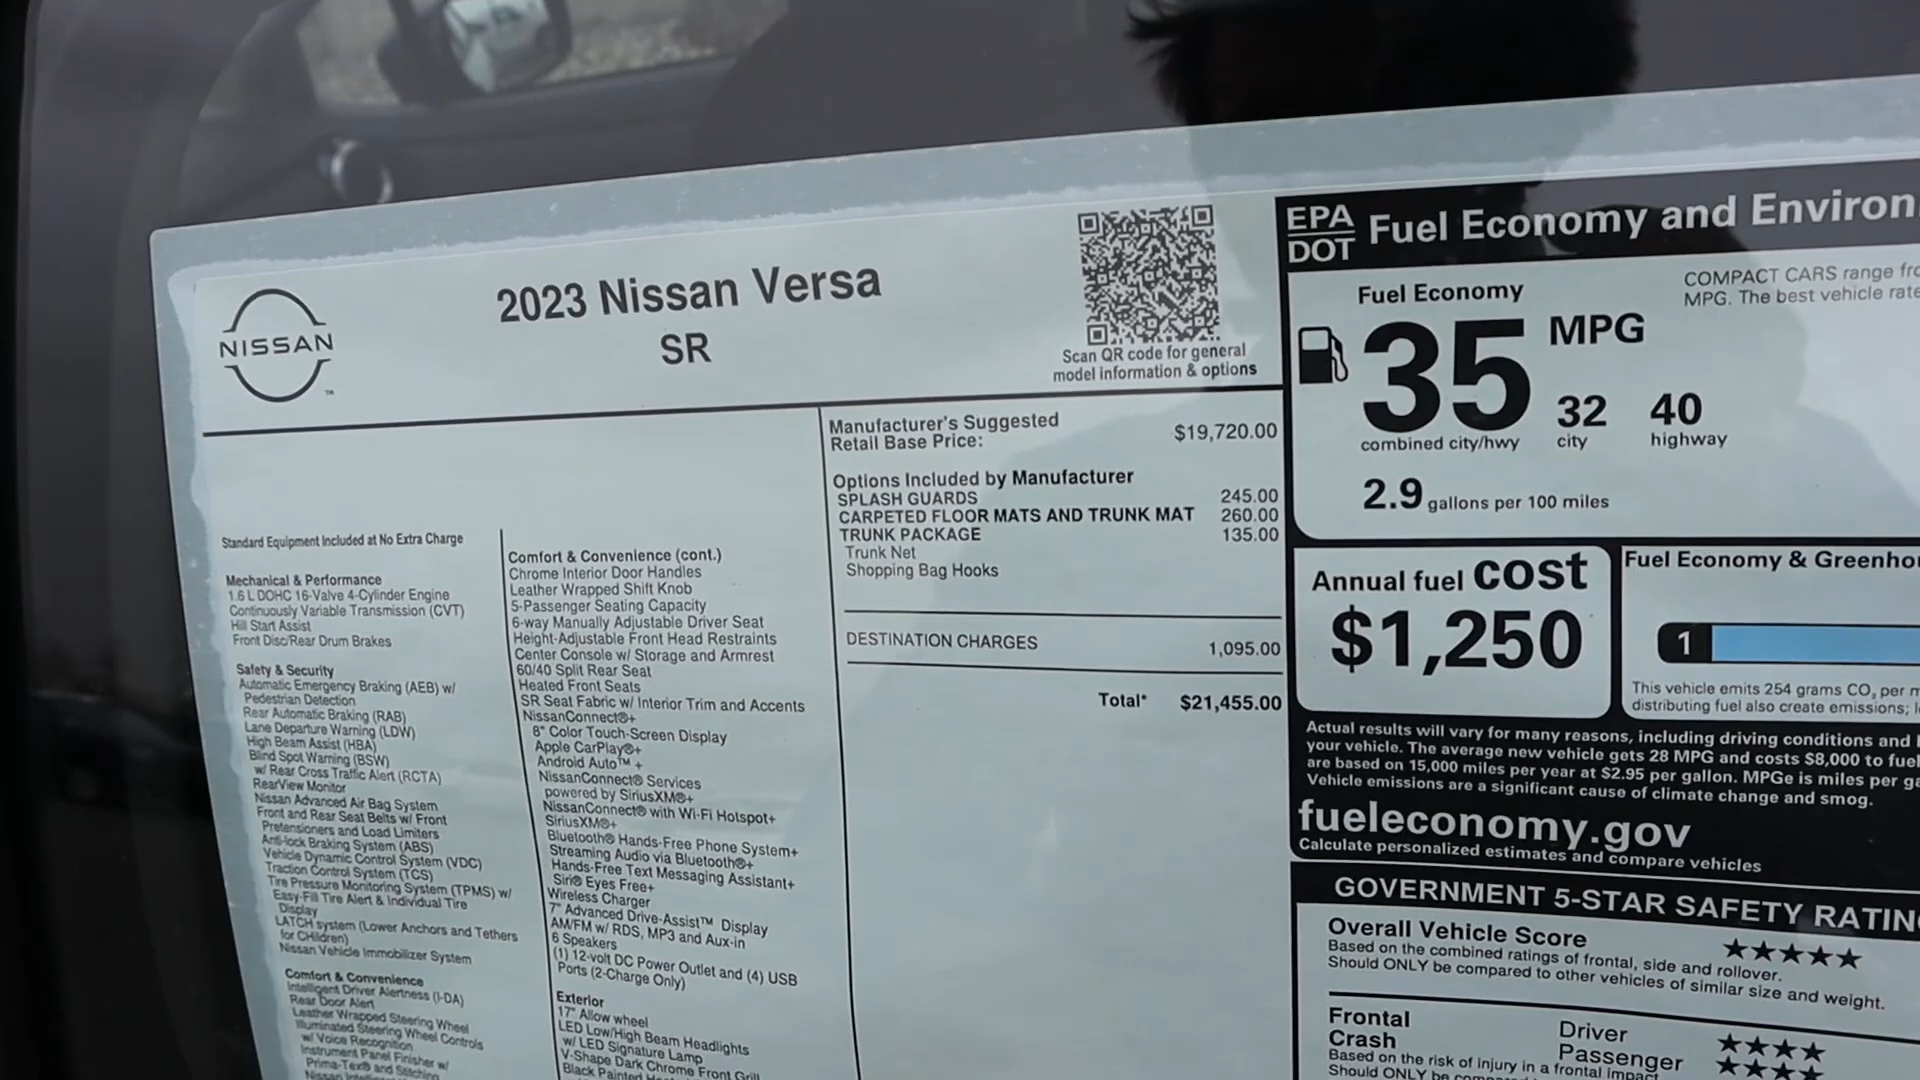 NISSAN
2023 Nissan Versa
SR
Scan QR code for general
model information & options
Standard Equipment Included at No Extra Charge
Mechanical & Performance
1.6 L DOHC 16-Valve 4-Cylinder Engine
Continuously Variable Transmission (CVT)
Hill Start Assist
Front Disc/Rear Drum Brakes
Safety & Security
Automatic Emergency Braking (AEB) w/
Pedestrian Detection
Rear Automatic Braking (RAB)
Lane Departure Warning (LDW)
High Beam Assist (HBA)
Blind Spot Warning (BSW)
w/ Rear Cross Traffic Alert (RCTA)
RearView Monitor
Nissan Advanced Air Bag System
Front and Rear Seat Belts w/ Front
Pretensioners and Load Limiters
Anti-lock Braking System (ABS)
Vehicle Dynamic Control System (VDC)
Traction Control System (TCS)
Tire Pressure Monitoring System (TPMS) w/
Easy-Fill Tire Alert & Individual Tire
Display
LATCH system (Lower Anchors and Tethers
for CHildren)
Nissan Vehicle Immobilizer System
Comfort & Convenience
Intelligent Driver Alertness (I-DA)
Rear Door Alert
Leather Wrapped Steering Wheel
Illuminated Steering Wheel Controls
w/ Voice Recognition
Instrument Panel Finisher w/
Prima-Tex® and Stitching
Nissan
Comfort & Convenience (cont.)
Chrome Interior Door Handles
Leather Wrapped Shift Knob
5-Passenger Seating Capacity
6-way Manually Adjustable Driver Seat
Height-Adjustable Front Head Restraints
Center Console w/ Storage and Armrest
60/40 Split Rear Seat
Heated Front Seats
SR Seat Fabric w/ Interior Trim and Accents
NissanConnect®+
8" Color Touch-Screen Display
Apple CarPlay®+
Android Auto™+
NissanConnect® Services
powered by SiriusXM®+
NissanConnect® with Wi-Fi Hotspot+
SiriusXM®+
Bluetooth® Hands-Free Phone System+
Streaming Audio via Bluetooth®+
Hands-Free Text Messaging Assistant+
Siri® Eyes Free+
Wireless Charger
7" Advanced Drive-Assist™ Display
AM/FM w/ RDS, MP3 and Aux-in
6 Speakers
(1) 12-volt DC Power Outlet and (4) USB
Ports (2-Charge Only)
Exterior
17" Allow wheel
LED Low/High Beam Headlights
w/ LED Signature Lamp
V-Shape Dark Chrome Front Grill
Black Painted
Manufacturer's Suggested
Retail Base Price: $19,720.00
Options Included by Manufacturer
SPLASH GUARDS 245.00
CARPETED FLOOR MATS AND TRUNK MAT 260.00
TRUNK PACKAGE 135.00
Trunk Net
Shopping Bag Hooks
DESTINATION CHARGES 1,095.00
Total* $21,455.00
EPA
DOT Fuel Economy and Environ
Fuel Economy
35 MPG
combined city/hwy
32
city
40
highway
2.9 gallons per 100 miles
COMPACT CARS range fro
MPG. The best vehicle rate
Annual fuel cost
$1,250
Fuel Economy & Greenhou
1
This vehicle emits 254 grams CO₂ per m
distributing fuel also create emissions; l
Actual results will vary for many reasons, including driving conditions and
your vehicle. The average new vehicle gets 28 MPG and costs $8,000 to fuel
are based on 15,000 miles per year at $2.95 per gallon. MPGe is miles per ga
Vehicle emissions are a significant cause of climate change and smog.
fueleconomy.gov
Calculate personalized estimates and compare vehicles
GOVERNMENT 5-STAR SAFETY RATING
Overall Vehicle Score ★★★★★
Based on the combined ratings of frontal, side and rollover.
Should ONLY be compared to other vehicles of similar size and weight.
Frontal
Crash
Driver ★★★★
Passenger ★★★★
Based on the risk of injury in a frontal impact.
Should ONLY be